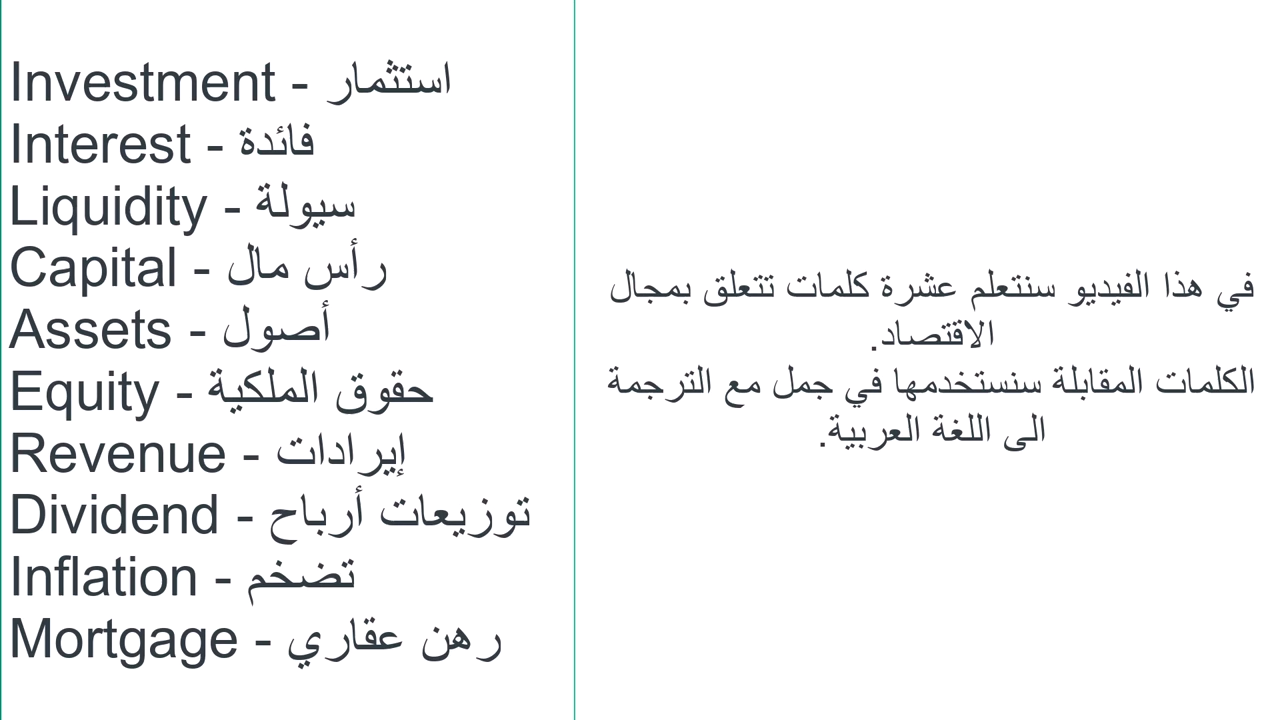 Investment - استثمار
Interest - فائدة
Liquidity - سيولة
Capital - رأس مال
Assets - أصول
Equity - حقوق الملكية
Revenue - إيرادات
Dividend - توزيعات أرباح
Inflation - تضخم
Mortgage - رهن عقاري
في هذا الفيديو سنتعلم عشرة كلمات تتعلق بمجال
الاقتصاد.
الكلمات المقابلة سنستخدمها في جمل مع الترجمة
الى اللغة العربية.